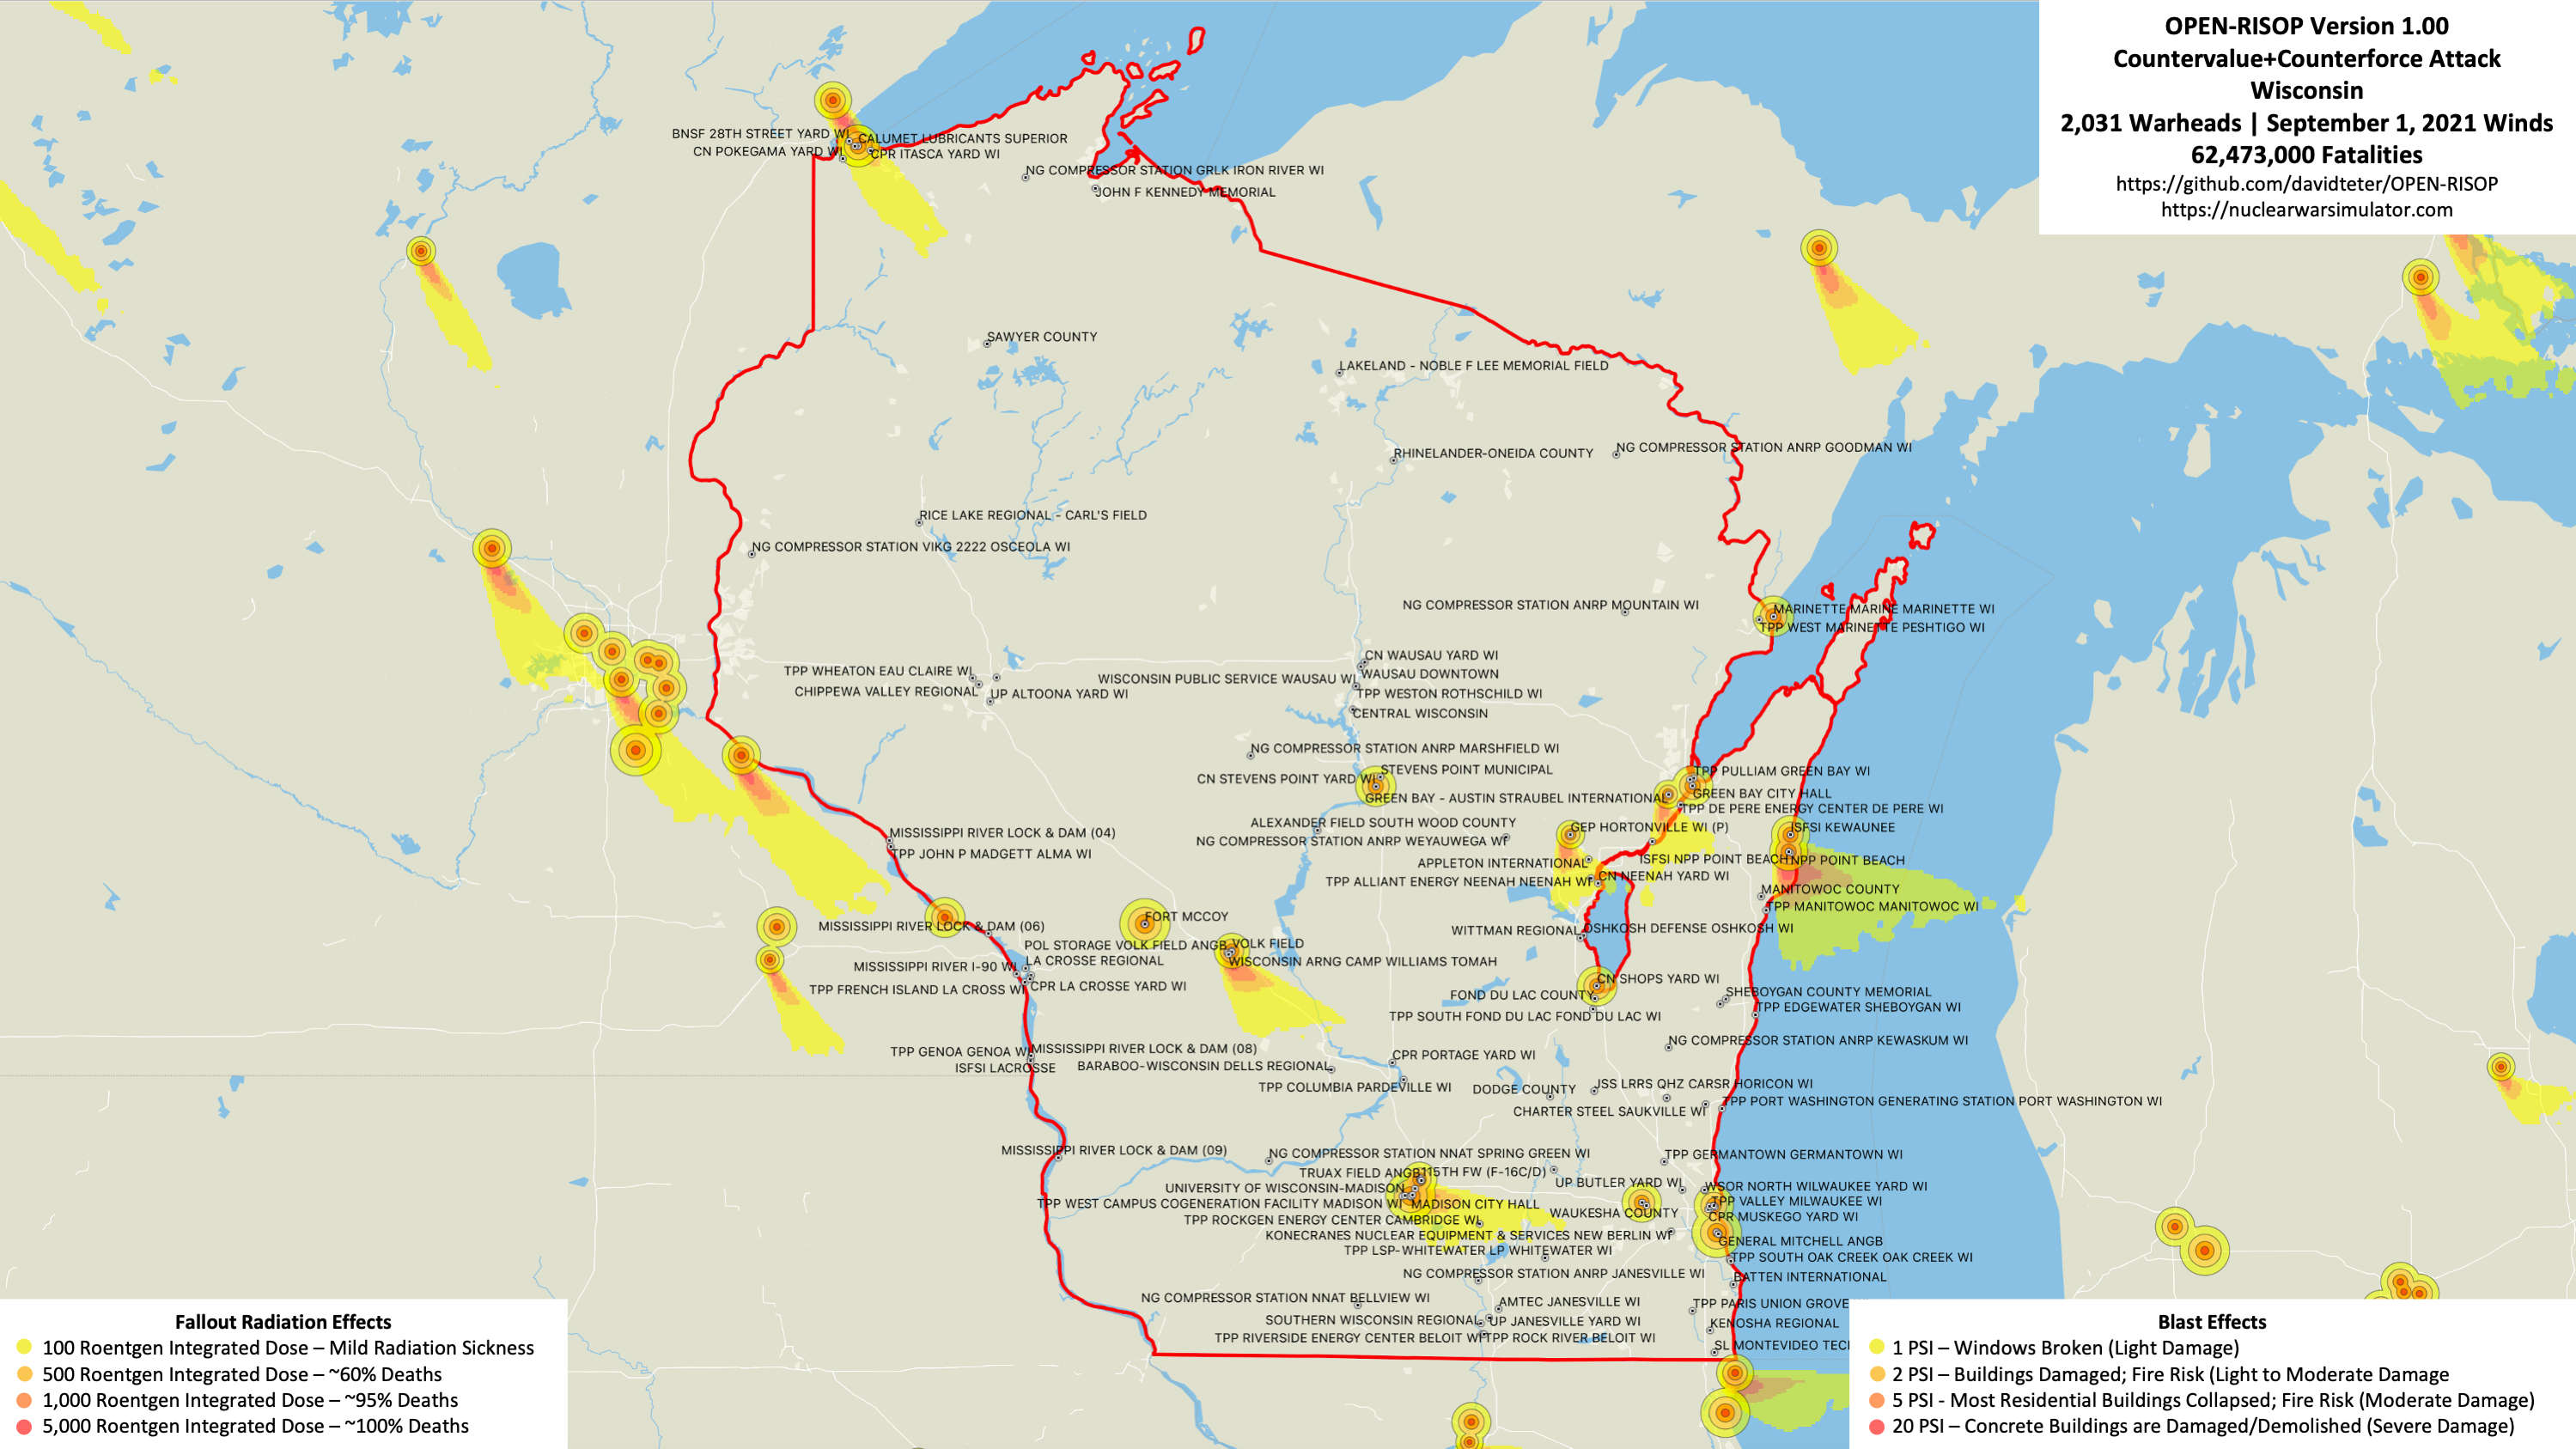 OPEN-RISOP Version 1.00
Countervalue+Counterforce Attack
Wisconsin
2,031 Warheads | September 1, 2021 Winds
62,473,000 Fatalities
https://github.com/davidteter/OPEN-RISOP
https://nuclearwarsimulator.com
BNSF 28TH STREET YARD WI
CALUMET LUBRICANTS SUPERIOR
CN POKEGAMA YARD WI
CPR ITASCA YARD WI
NG COMPRESSOR STATION GRLK IRON RIVER WI
JOHN F KENNEDY MEMORIAL
SAWYER COUNTY
LAKELAND - NOBLE F LEE MEMORIAL FIELD
RHINELANDER-ONEIDA COUNTY
NG COMPRESSOR STATION ANRP GOODMAN WI
RICE LAKE REGIONAL - CARL'S FIELD
NG COMPRESSOR STATION VIKG 2222 OSCEOLA WI
NG COMPRESSOR STATION ANRP MOUNTAIN WI
MARINETTE MARINE MARINETTE WI
TPP WEST MARINETTE PESHTIGO WI
CN WAUSAU YARD WI
TPP WHEATON EAU CLAIRE WI
WISCONSIN PUBLIC SERVICE WAUSAU WI
WAUSAU DOWNTOWN
CHIPPEWA VALLEY REGIONAL
UP ALTOONA YARD WI
TPP WESTON ROTHSCHILD WI
CENTRAL WISCONSIN
NG COMPRESSOR STATION ANRP MARSHFIELD WI
STEVENS POINT MUNICIPAL
CN STEVENS POINT YARD WI
TPP PULLIAM GREEN BAY WI
GREEN BAY - AUSTIN STRAUBEL INTERNATIONAL
GREEN BAY CITY HALL
TPP DE PERE ENERGY CENTER DE PERE WI
ALEXANDER FIELD SOUTH WOOD COUNTY
GEP HORTONVILLE WI (P)
ISFSI KEWAUNEE
MISSISSIPPI RIVER LOCK & DAM (04)
NG COMPRESSOR STATION ANRP WEYAUWEGA WI
TPP JOHN P MADGETT ALMA WI
APPLETON INTERNATIONAL
ISFSI NPP POINT BEACH
NPP POINT BEACH
TPP ALLIANT ENERGY NEENAH NEENAH WI
CN NEENAH YARD WI
MANITOWOC COUNTY
TPP MANITOWOC MANITOWOC WI
FORT MCCOY
MISSISSIPPI RIVER LOCK & DAM (06)
WITTMAN REGIONAL
OSHKOSH DEFENSE OSHKOSH WI
POL STORAGE VOLK FIELD ANGB
VOLK FIELD
LA CROSSE REGIONAL
WISCONSIN ARNG CAMP WILLIAMS TOMAH
MISSISSIPPI RIVER I-90 WI
CN SHOPS YARD WI
TPP FRENCH ISLAND LA CROSS WI
CPR LA CROSSE YARD WI
FOND DU LAC COUNTY
SHEBOYGAN COUNTY MEMORIAL
TPP EDGEWATER SHEBOYGAN WI
TPP SOUTH FOND DU LAC FOND DU LAC WI
NG COMPRESSOR STATION ANRP KEWASKUM WI
TPP GENOA GENOA WI
MISSISSIPPI RIVER LOCK & DAM (08)
CPR PORTAGE YARD WI
ISFSI LACROSSE
BARABOO-WISCONSIN DELLS REGIONAL
TPP COLUMBIA PARDEVILLE WI
DODGE COUNTY
JSS LRRS QHZ CARSR HORICON WI
CHARTER STEEL SAUKVILLE WI
TPP PORT WASHINGTON GENERATING STATION PORT WASHINGTON WI
MISSISSIPPI RIVER LOCK & DAM (09)
NG COMPRESSOR STATION NNAT SPRING GREEN WI
TPP GERMANTOWN GERMANTOWN WI
TRUAX FIELD ANGB
115TH FW (F-16C/D)
UNIVERSITY OF WISCONSIN-MADISON
UP BUTLER YARD WI
WSOR NORTH WILWAUKEE YARD WI
TPP WEST CAMPUS COGENERATION FACILITY MADISON WI
MADISON CITY HALL
TPP VALLEY MILWAUKEE WI
WAUKESHA COUNTY
CPR MUSKEGO YARD WI
TPP ROCKGEN ENERGY CENTER CAMBRIDGE WI
KONECRANES NUCLEAR EQUIPMENT & SERVICES NEW BERLIN WI
GENERAL MITCHELL ANGB
TPP LSP-WHITEWATER LP WHITEWATER WI
TPP SOUTH OAK CREEK OAK CREEK WI
NG COMPRESSOR STATION ANRP JANESVILLE WI
BATTEN INTERNATIONAL
NG COMPRESSOR STATION NNAT BELLVIEW WI
AMTEC JANESVILLE WI
TPP PARIS UNION GROVE
SOUTHERN WISCONSIN REGIONAL
UP JANESVILLE YARD WI
KENOSHA REGIONAL
TPP RIVERSIDE ENERGY CENTER BELOIT WI
TPP ROCK RIVER BELOIT WI
SL MONTEVIDEO TEC
Fallout Radiation Effects
100 Roentgen Integrated Dose – Mild Radiation Sickness
500 Roentgen Integrated Dose – ~60% Deaths
1,000 Roentgen Integrated Dose – ~95% Deaths
5,000 Roentgen Integrated Dose – ~100% Deaths
Blast Effects
1 PSI – Windows Broken (Light Damage)
2 PSI – Buildings Damaged; Fire Risk (Light to Moderate Damage
5 PSI - Most Residential Buildings Collapsed; Fire Risk (Moderate Damage)
20 PSI – Concrete Buildings are Damaged/Demolished (Severe Damage)